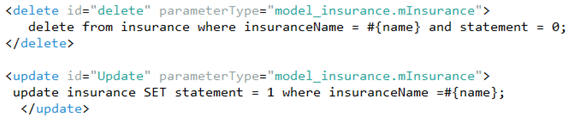 <delete id="delete" parameterType="model_insurance.mInsurance">
delete from insurance where insuranceName = #{name} and statement = 0;
</delete>
<update id="Update" parameterType="model_insurance.mInsurance">
update insurance SET statement = 1 where insuranceName =#{name};
</update>